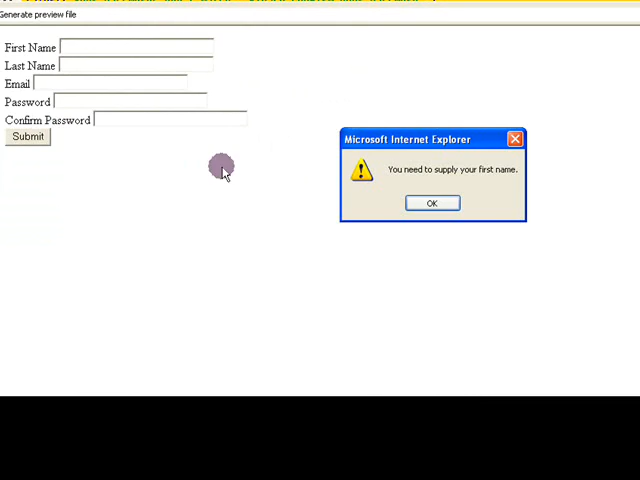 Generate preview file
First Name
Last Name
Email
Password
Confirm Password
Submit
Microsoft Internet Explorer
You need to supply your first name.
OK